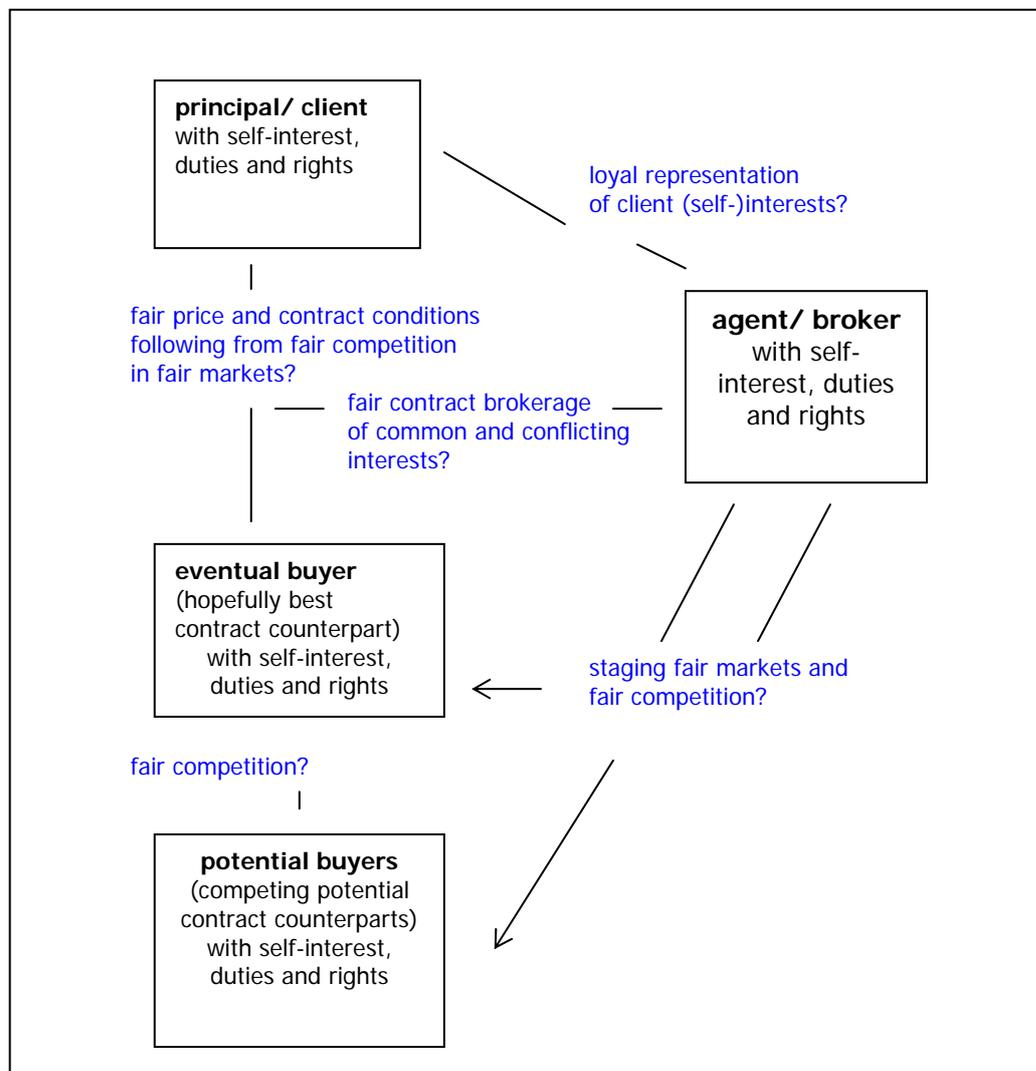 principal/ client
with self-interest,
duties and rights
loyal representation
of client (self-)interests?
fair price and contract conditions
following from fair competition
in fair markets?
agent/ broker
with self-
interest, duties
and rights
fair contract brokerage
of common and conflicting
interests?
eventual buyer
(hopefully best
contract counterpart)
with self-interest,
duties and rights
staging fair markets and
fair competition?
fair competition?
potential buyers
(competing potential
contract counterparts)
with self-interest,
duties and rights